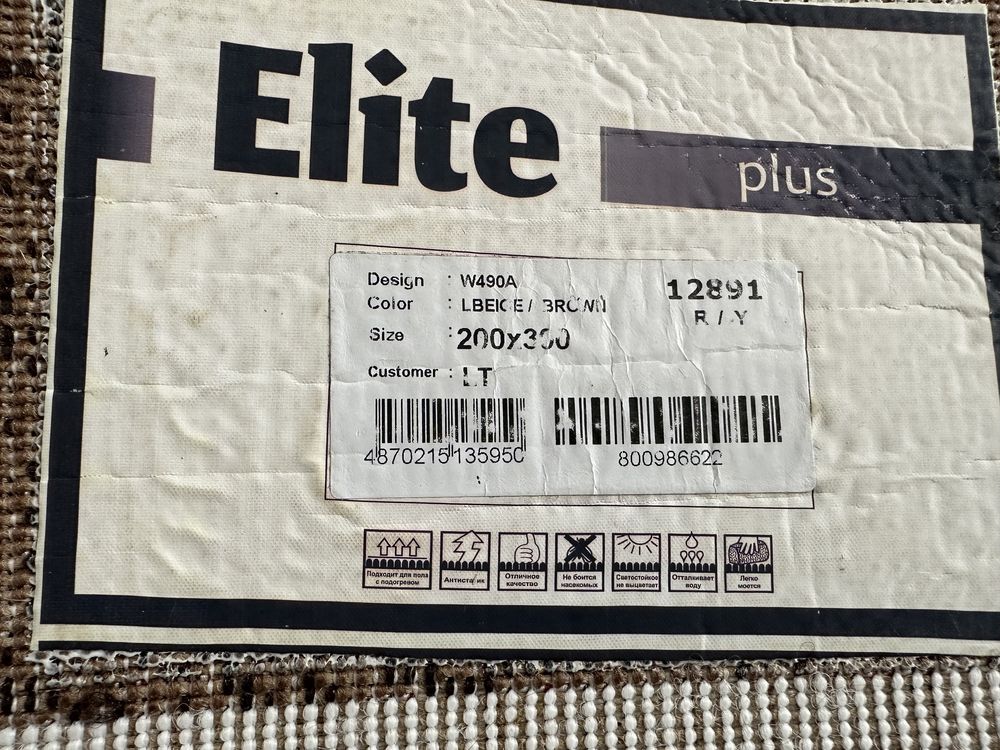 Elite
plus
Design : W490A
12891
Color : LBEIGE / BROWN
R / Y
Size : 200x300
Customer : LT
4870215135950
800986622
Подходит для пола
с подогревом
Антистатик
Отличное
качество
Не боится
насекомых
Светостойкое
не выцветает
Отталкивает
воду
Легко
моется